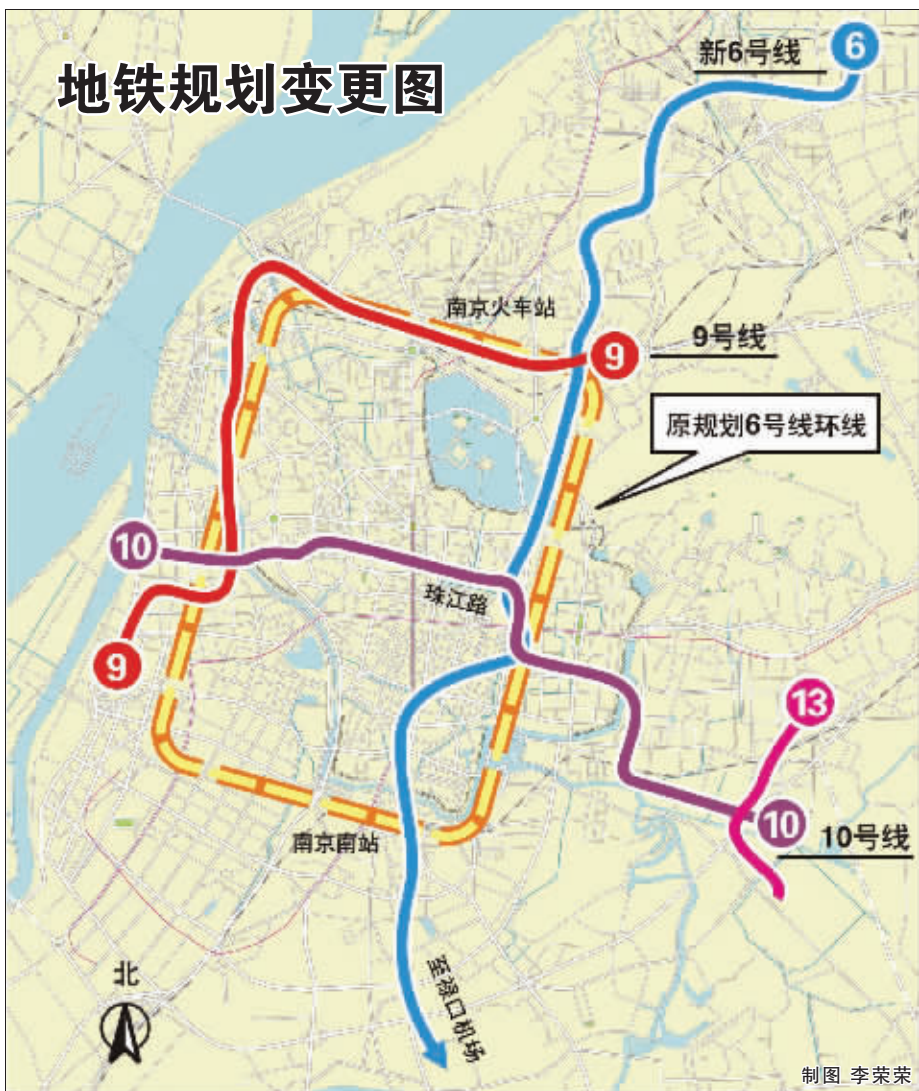 地铁规划变更图
新6号线
6
南京火车站
9
9号线
原规划6号线环线
10
珠江路
9
13
10
10号线
南京南站
北
至禄口机场
制图 李荣荣